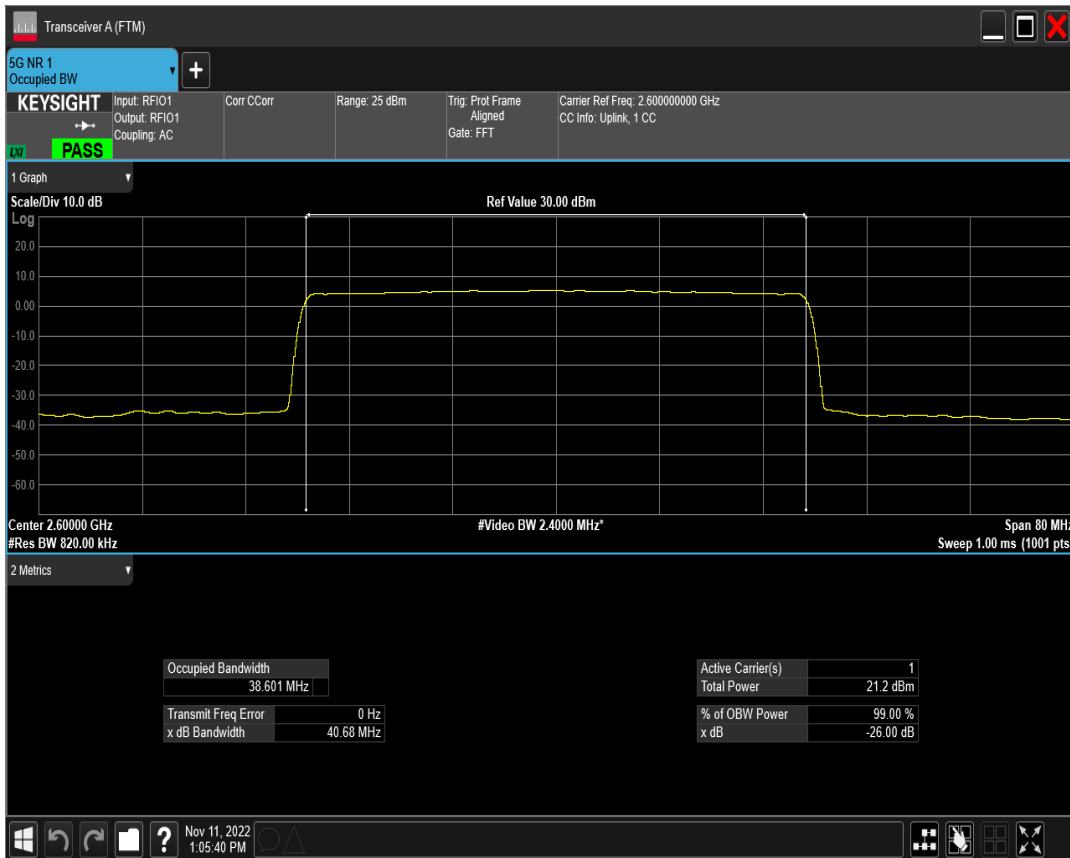 Transceiver A (FTM)
5G NR 1
Occupied BW
+
KEYSIGHT
LXI
PASS
Input: RFIO1
Output: RFIO1
Coupling: AC
Corr CCorr
Range: 25 dBm
Trig: Prot Frame
Aligned
Gate: FFT
Carrier Ref Freq: 2.600000000 GHz
CC Info: Uplink, 1 CC
1 Graph
Scale/Div 10.0 dB
Ref Value 30.00 dBm
Log
20.0
10.0
0.00
-10.0
-20.0
-30.0
-40.0
-50.0
-60.0
Center 2.60000 GHz
#Video BW 2.4000 MHz*
Span 80 MHz
#Res BW 820.00 kHz
Sweep 1.00 ms (1001 pts
2 Metrics
Occupied Bandwidth
38.601 MHz
Transmit Freq Error 0 Hz
x dB Bandwidth 40.68 MHz
Active Carrier(s) 1
Total Power 21.2 dBm
% of OBW Power 99.00 %
x dB -26.00 dB
?
Nov 11, 2022
1:05:40 PM